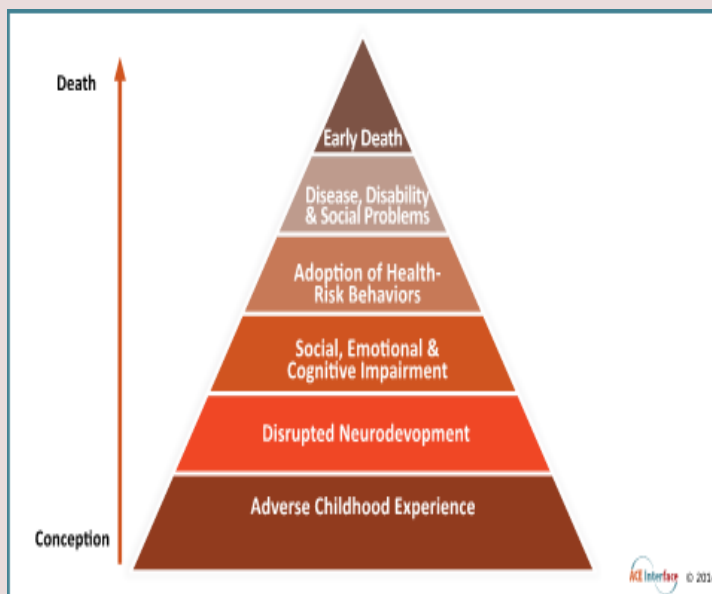 Death
Early Death
Disease, Disability
& Social Problems
Adoption of Health-
Risk Behaviors
Social, Emotional &
Cognitive Impairment
Disrupted Neurodevopment
Adverse Childhood Experience
Conception
ACE Interface ©